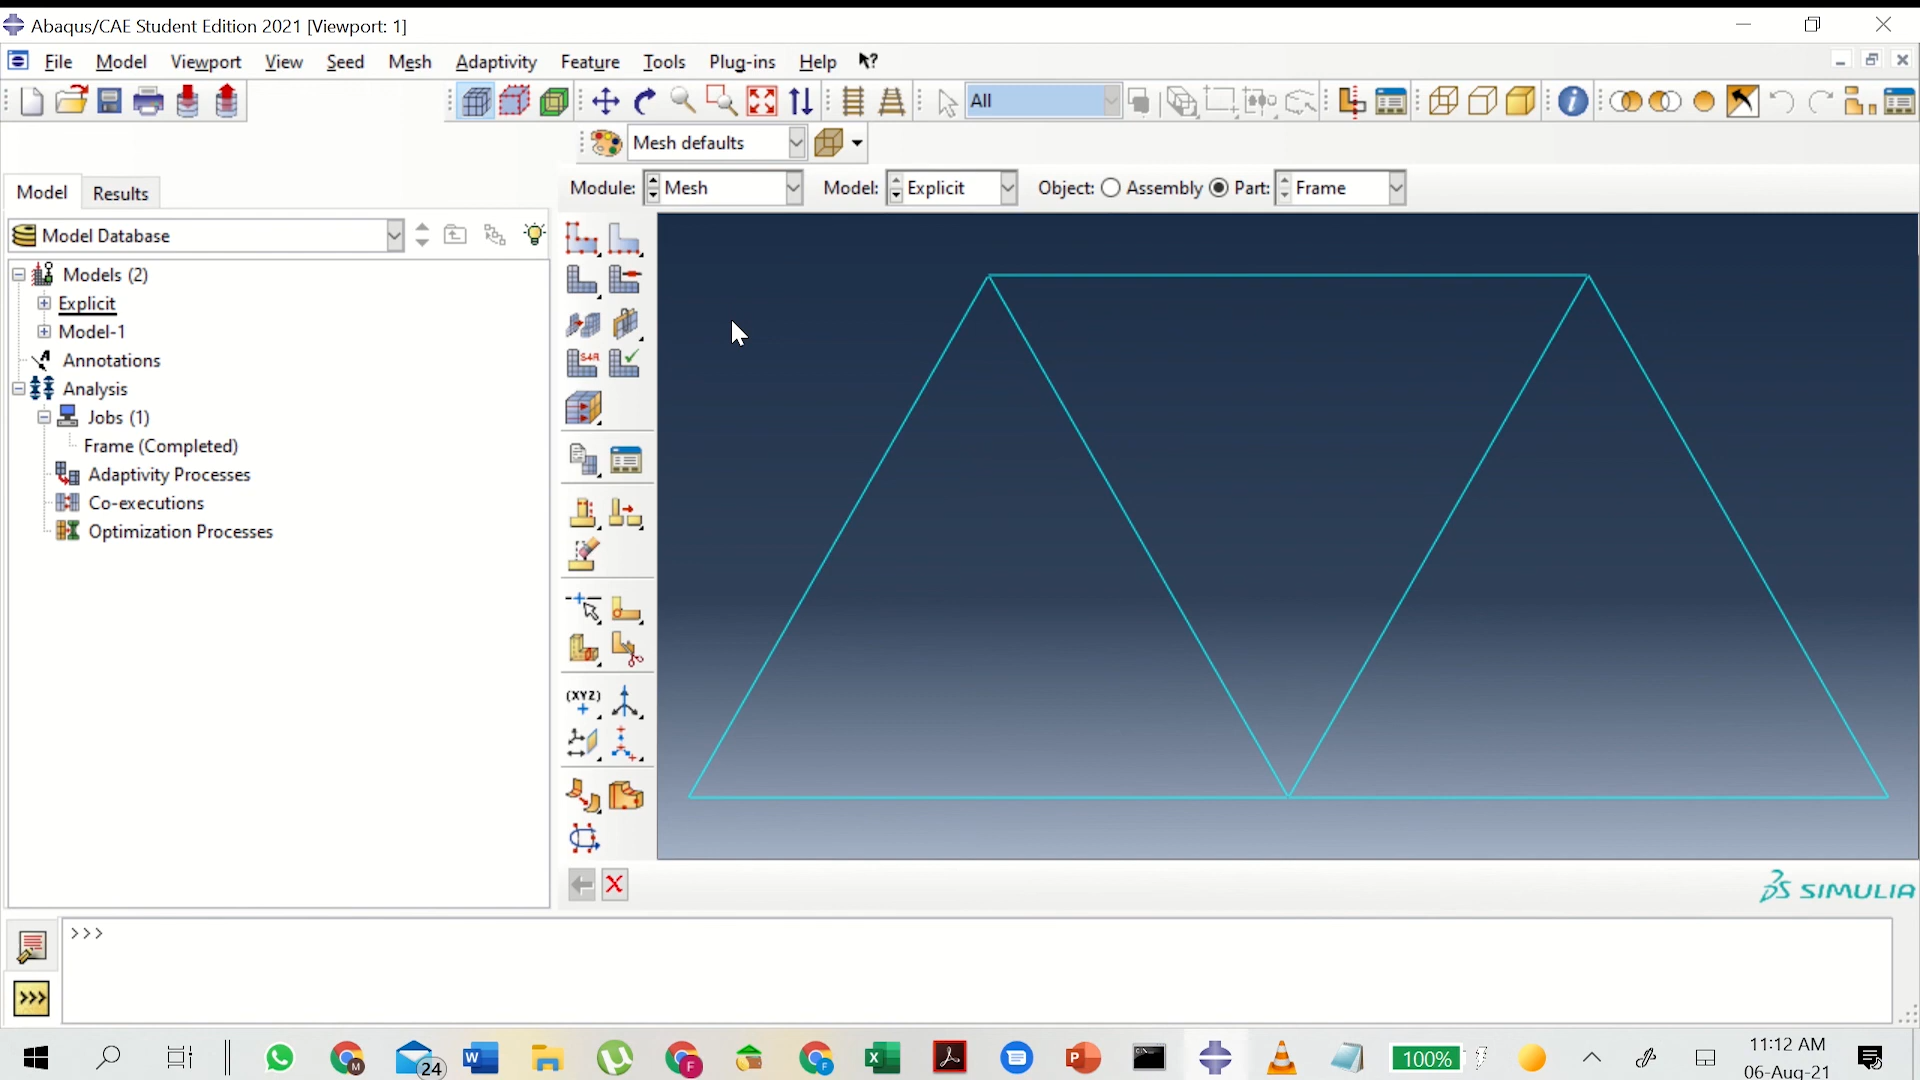 Abaqus/CAE Student Edition 2021 [Viewport: 1]
File Model Viewport View Seed Mesh Adaptivity Feature Tools Plug-ins Help
All
Mesh defaults
Model Results
Module: Mesh Model: Explicit Object: Assembly Part: Frame
Model Database
Models (2)
Explicit
Model-1
Annotations
Analysis
Jobs (1)
Frame (Completed)
Adaptivity Processes
Co-executions
Optimization Processes
S4R
(XYZ)
SIMULIA
>>>
>>>
M
24
W
F
F
X
P
100%
11:12 AM
06-Aug-21